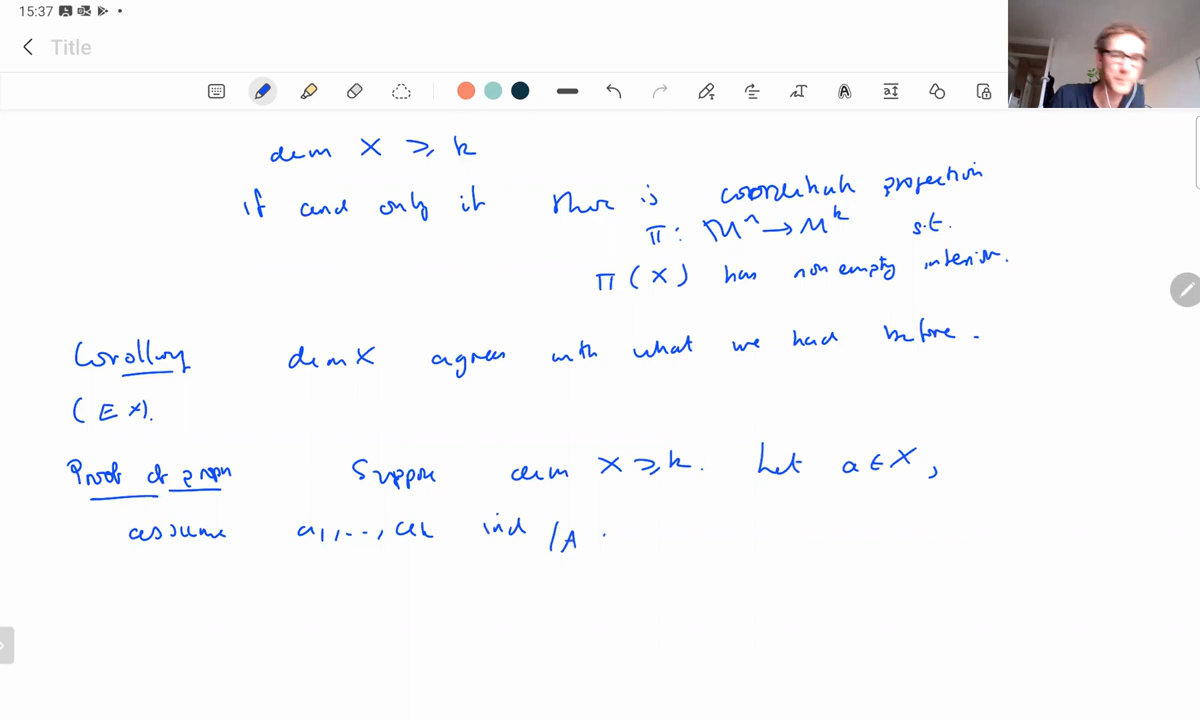 15:37
Title
dim X ≥ k
if and only if there is coordinate projection
π : M^n → M^k s.t.
π(X) has nonempty interior.
Corollary dim X agrees with what we had before.
(Ex).
Proof of propn Suppose dim X ≥ k. Let a ∈ X,
assume a1, ..., ak ind /A.